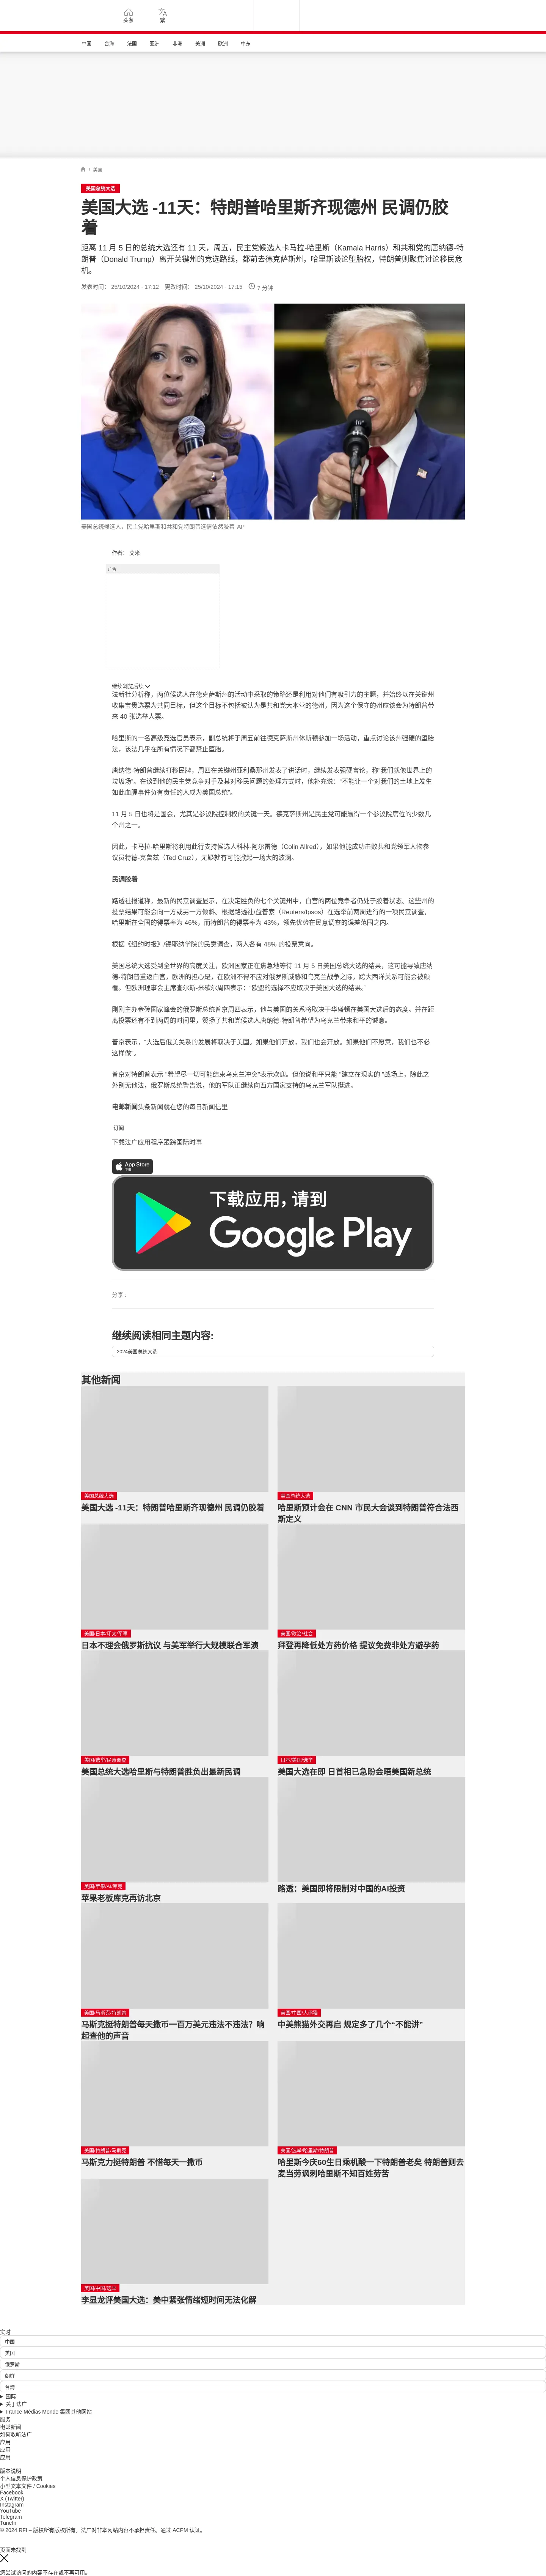 头条
繁
中国 台海 法国 亚洲 非洲 美洲 欧洲 中东
/ 美国
美国总统大选
美国大选 -11天：特朗普哈里斯齐现德州 民调仍胶
着
距离 11 月 5 日的总统大选还有 11 天，周五，民主党候选人卡马拉-哈里斯（Kamala Harris）和共和党的唐纳德-特
朗普（Donald Trump）离开关键州的竞选路线，都前去德克萨斯州，哈里斯谈论堕胎权，特朗普则聚焦讨论移民危
机。
发表时间： 25/10/2024 - 17:12 更改时间： 25/10/2024 - 17:15 7 分钟
美国总统候选人，民主党哈里斯和共和党特朗普选情依然胶着 AP
作者： 艾米
广告
继续浏览后续
法新社分析称，两位候选人在德克萨斯州的活动中采取的策略还是利用对他们有吸引力的主题，并始终以在关键州
收集宝贵选票为共同目标，但这个目标不包括被认为是共和党大本营的德州，因为这个保守的州应该会为特朗普带
来 40 张选举人票。
哈里斯的一名高级竞选官员表示，副总统将于周五前往德克萨斯州休斯顿参加一场活动，重点讨论该州强硬的堕胎
法，该法几乎在所有情况下都禁止堕胎。
唐纳德-特朗普继续打移民牌，周四在关键州亚利桑那州发表了讲话时，继续发表强硬言论，称“我们就像世界上的
垃圾场”。在谈到他的民主党竞争对手及其对移民问题的处理方式时，他补充说：“不能让一个对我们的土地上发生
如此血腥事件负有责任的人成为美国总统”。
11 月 5 日也将是国会，尤其是参议院控制权的关键一天。德克萨斯州是民主党可能赢得一个参议院席位的少数几
个州之一。
因此，卡马拉-哈里斯将利用此行支持候选人科林-阿尔雷德（Colin Allred），如果他能成功击败共和党领军人物参
议员特德-克鲁兹（Ted Cruz），无疑就有可能掀起一场大的波澜。
民调胶着
路透社报道称，最新的民意调查显示，在决定胜负的七个关键州中，白宫的两位竞争者仍处于胶着状态。这些州的
投票结果可能会向一方或另一方倾斜。根据路透社/益普索（Reuters/Ipsos）在选举前两周进行的一项民意调查，
哈里斯在全国的得票率为 46%，而特朗普的得票率为 43%，领先优势在民意调查的误差范围之内。
根据《纽约时报》/锡耶纳学院的民意调查，两人各有 48% 的投票意向。
美国总统大选受到全世界的高度关注，欧洲国家正在焦急地等待 11 月 5 日美国总统大选的结果，这可能导致唐纳
德-特朗普重返白宫，欧洲的担心是，在欧洲不得不应对俄罗斯威胁和乌克兰战争之际，跨大西洋关系可能会被颠
覆。但欧洲理事会主席查尔斯-米歇尔周四表示：“欧盟的选择不应取决于美国大选的结果。”
刚刚主办金砖国家峰会的俄罗斯总统普京周四表示，他与美国的关系将取决于华盛顿在美国大选后的态度。并在距
离投票还有不到两周的时间里，赞扬了共和党候选人唐纳德-特朗普希望为乌克兰带来和平的诚意。
普京表示，“大选后俄美关系的发展将取决于美国。如果他们开放，我们也会开放。如果他们不愿意，我们也不必
这样做”。
普京对特朗普表示 “希望尽一切可能结束乌克兰冲突”表示欢迎。但他说和平只能 “建立在现实的 ”战场上，除此之
外别无他法，俄罗斯总统警告说，他的军队正继续向西方国家支持的乌克兰军队挺进。
电邮新闻头条新闻就在您的每日新闻信里
订阅
下载法广应用程序跟踪国际时事
App Store
下载
下载应用，请到
Google Play
分享 :
继续阅读相同主题内容:
2024美国总统大选
其他新闻
美国总统大选
美国大选 -11天：特朗普哈里斯齐现德州 民调仍胶着
美国总统大选
哈里斯预计会在 CNN 市民大会谈到特朗普符合法西
斯定义
美国/日本/印太/军事
日本不理会俄罗斯抗议 与美军举行大规模联合军演
美国/政治/社会
拜登再降低处方药价格 提议免费非处方避孕药
美国/选举/民意调查
美国总统大选哈里斯与特朗普胜负出最新民调
日本/美国/选举
美国大选在即 日首相已急盼会晤美国新总统
美国/苹果/AI/库克
苹果老板库克再访北京
路透：美国即将限制对中国的AI投资
美国/马斯克/特朗普
马斯克挺特朗普每天撒币一百万美元违法不违法？响
起查他的声音
美国/中国/大熊猫
中美熊猫外交再启 规定多了几个“不能讲”
美国/特朗普/马斯克
马斯克力挺特朗普 不惜每天一撒币
美国/选举/哈里斯/特朗普
哈里斯今庆60生日乘机酸一下特朗普老矣 特朗普则去
麦当劳讽刺哈里斯不知百姓劳苦
美国/中国/选举
李显龙评美国大选：美中紧张情绪短时间无法化解
实时
中国
美国
俄罗斯
朝鲜
台湾
国际
关于法广
France Médias Monde 集团其他网站
服务
电邮新闻
如何收听法广
应用
应用
应用
版本说明
个人信息保护政策
小型文本文件 / Cookies
Facebook
X (Twitter)
Instagram
YouTube
Telegram
TuneIn
© 2024 RFI – 版权所有版权所有。法广对非本网站内容不承担责任。通过 ACPM 认证。
页面未找到
您尝试访问的内容不存在或不再可用。